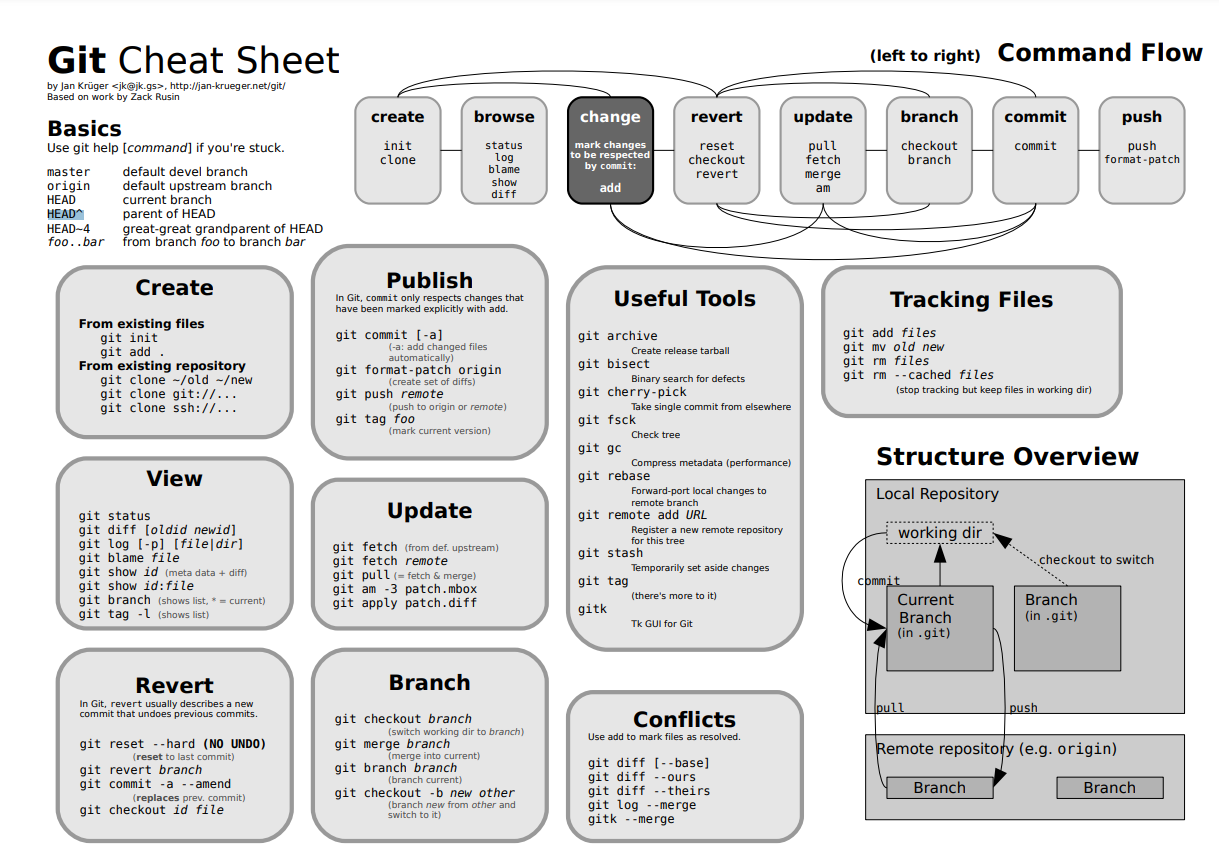 Git Cheat Sheet
by Jan Krüger <jk@jk.gs>, http://jan-krueger.net/git/
Based on work by Zack Rusin
Basics
Use git help [command] if you're stuck.
master default devel branch
origin default upstream branch
HEAD current branch
HEAD^ parent of HEAD
HEAD~4 great-great grandparent of HEAD
foo..bar from branch foo to branch bar
(left to right) Command Flow
create
init
clone
browse
status
log
blame
show
diff
change
mark changes
to be respected
by commit:
add
revert
reset
checkout
revert
update
pull
fetch
merge
am
branch
checkout
branch
commit
commit
push
push
format-patch
Create
From existing files
git init
git add .
From existing repository
git clone ~/old ~/new
git clone git://...
git clone ssh://...
View
git status
git diff [oldid newid]
git log [-p] [file|dir]
git blame file
git show id (meta data + diff)
git show id:file
git branch (shows list, * = current)
git tag -l (shows list)
Revert
In Git, revert usually describes a new
commit that undoes previous commits.
git reset --hard (NO UNDO)
(reset to last commit)
git revert branch
git commit -a --amend
(replaces prev. commit)
git checkout id file
Publish
In Git, commit only respects changes that
have been marked explicitly with add.
git commit [-a]
(-a: add changed files
automatically)
git format-patch origin
(create set of diffs)
git push remote
(push to origin or remote)
git tag foo
(mark current version)
Update
git fetch (from def. upstream)
git fetch remote
git pull (= fetch & merge)
git am -3 patch.mbox
git apply patch.diff
Branch
git checkout branch
(switch working dir to branch)
git merge branch
(merge into current)
git branch branch
(branch current)
git checkout -b new other
(branch new from other and
switch to it)
Useful Tools
git archive
Create release tarball
git bisect
Binary search for defects
git cherry-pick
Take single commit from elsewhere
git fsck
Check tree
git gc
Compress metadata (performance)
git rebase
Forward-port local changes to
remote branch
git remote add URL
Register a new remote repository
for this tree
git stash
Temporarily set aside changes
git tag
(there's more to it)
gitk
Tk GUI for Git
Conflicts
Use add to mark files as resolved.
git diff [--base]
git diff --ours
git diff --theirs
git log --merge
gitk --merge
Tracking Files
git add files
git mv old new
git rm files
git rm --cached files
(stop tracking but keep files in working dir)
Structure Overview
Local Repository
working dir
checkout to switch
commit
Current
Branch
(in .git)
Branch
(in .git)
pull
push
Remote repository (e.g. origin)
Branch
Branch